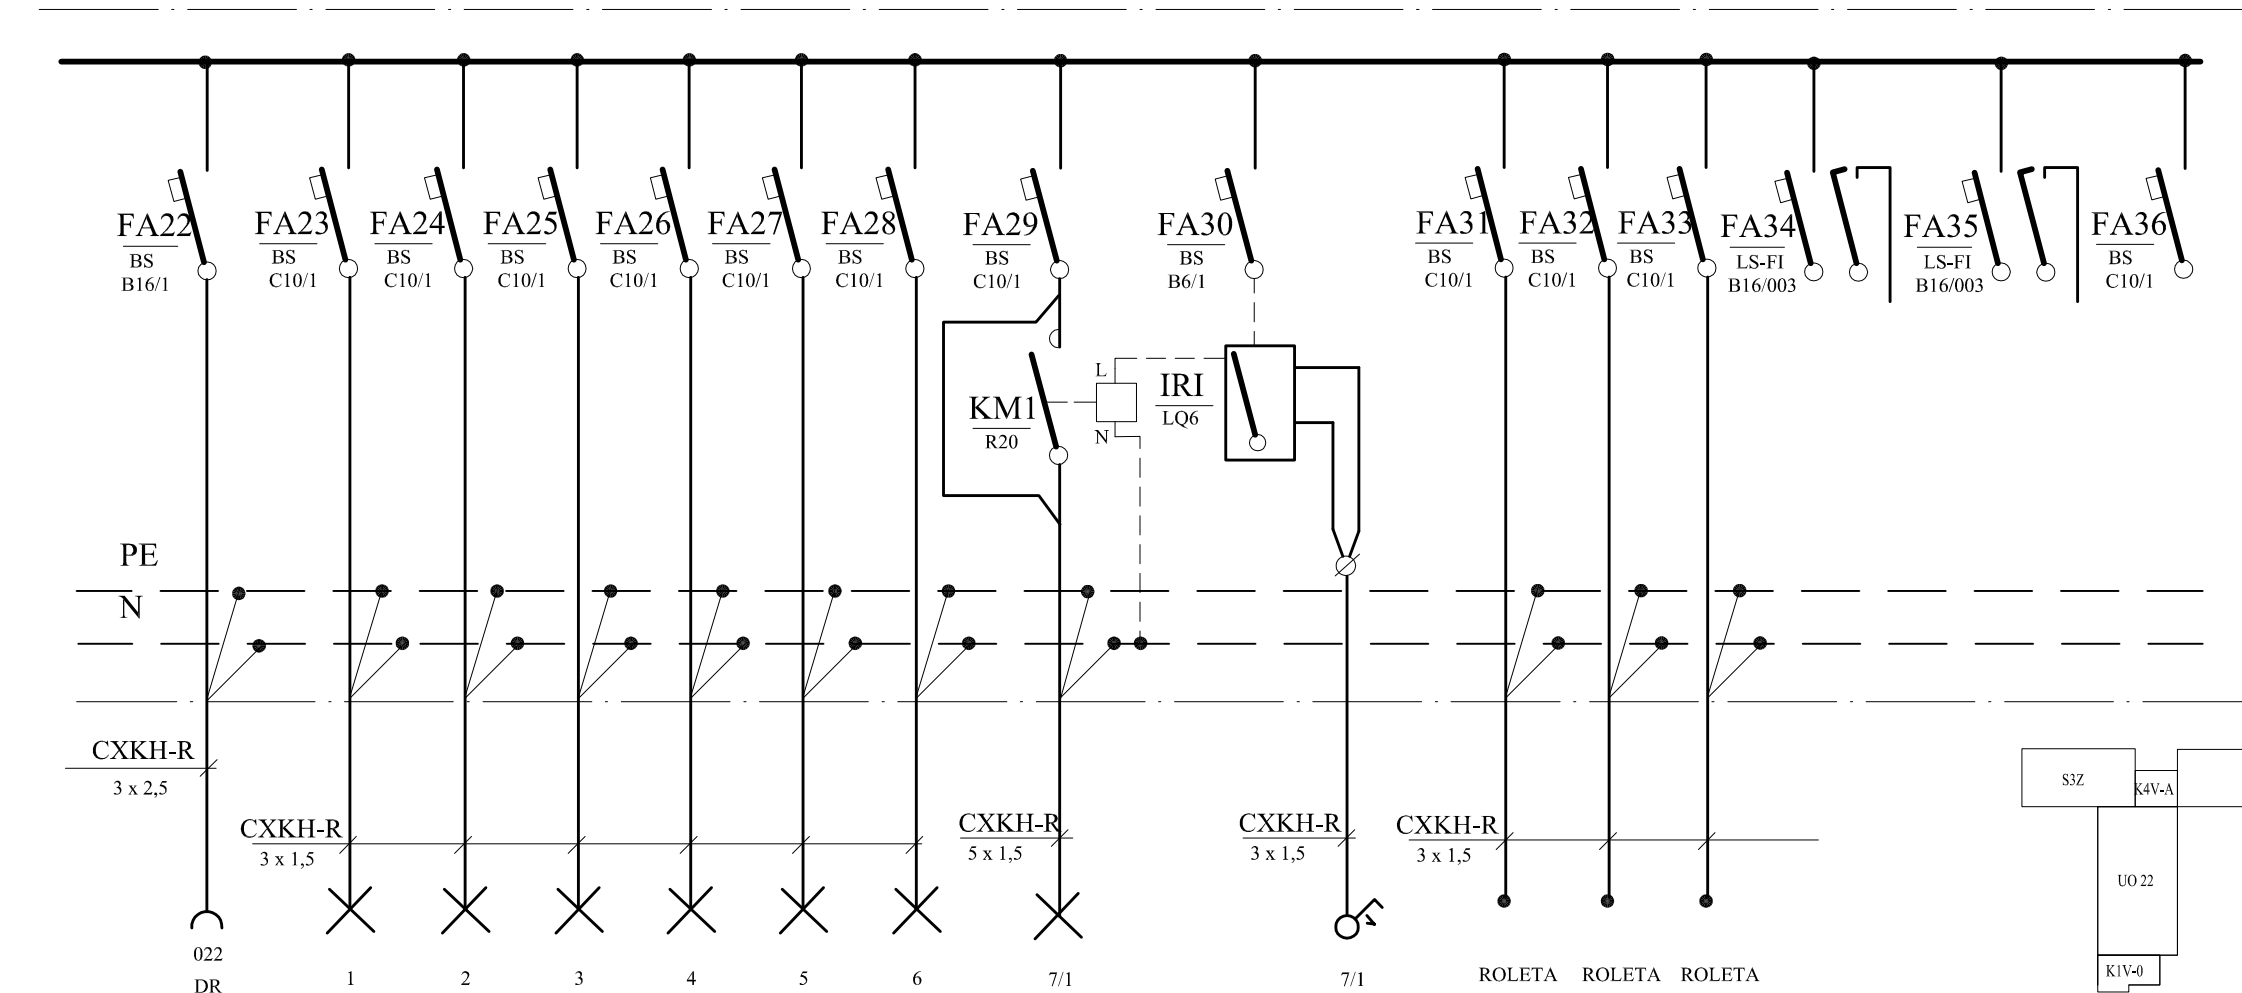 FA22
BS
B16/1
FA23
BS
C10/1
FA24
BS
C10/1
FA25
BS
C10/1
FA26
BS
C10/1
FA27
BS
C10/1
FA28
BS
C10/1
FA29
BS
C10/1
FA30
BS
B6/1
FA31
BS
C10/1
FA32
BS
C10/1
FA33
BS
C10/1
FA34
LS-FI
B16/003
FA35
LS-FI
B16/003
FA36
BS
C10/1
KM1
R20
L
N
IRI
LQ6
PE
N
CXKH-R
3 x 2,5
CXKH-R
3 x 1,5
CXKH-R
5 x 1,5
CXKH-R
3 x 1,5
CXKH-R
3 x 1,5
S3Z
K4V-A
UO 22
K1V-0
022
DR
1
2
3
4
5
6
7/1
7/1
ROLETA
ROLETA
ROLETA